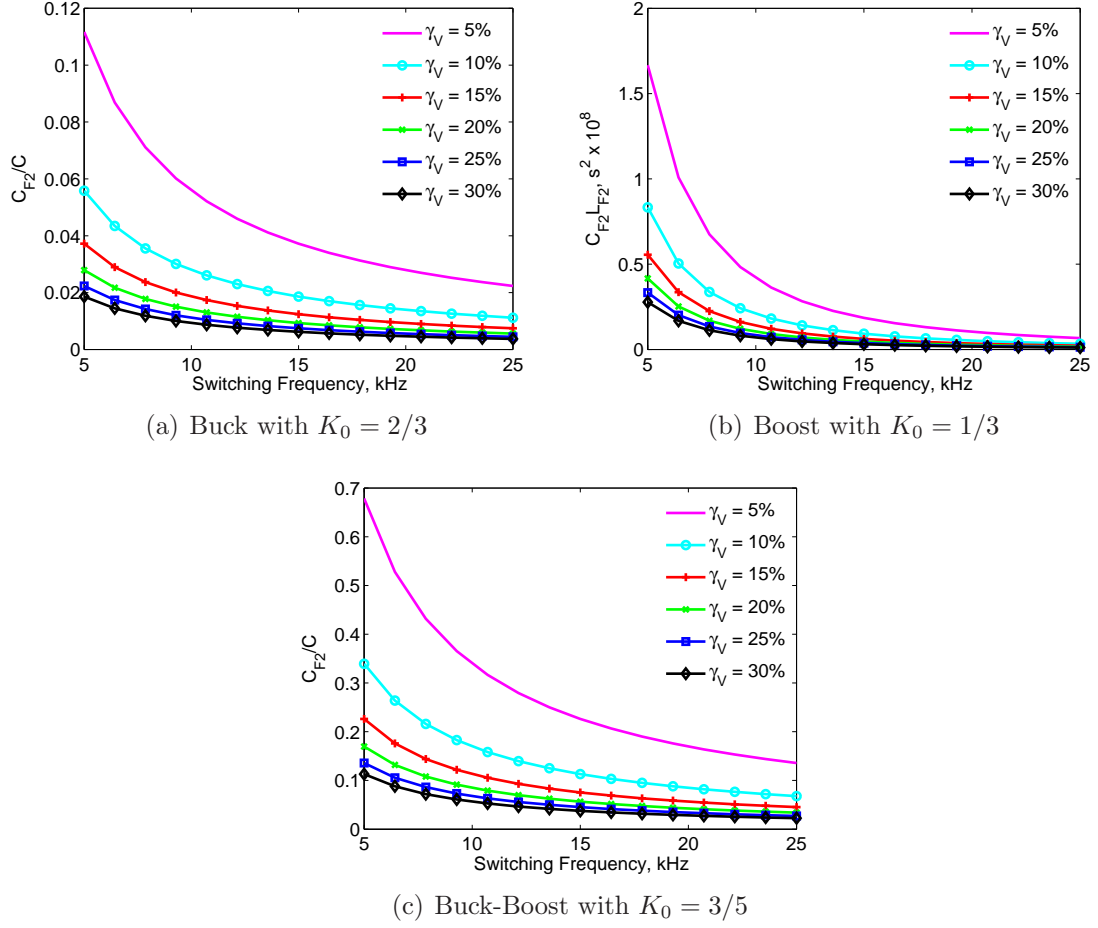 0.12
0.1
0.08
0.06
0.04
0.02
0
C_F2/C
5 10 15 20 25
Switching Frequency, kHz
γ_V = 5%
γ_V = 10%
γ_V = 15%
γ_V = 20%
γ_V = 25%
γ_V = 30%
(a) Buck with K_0 = 2/3
2
1.5
1
0.5
0
C_F2L_F2, s^2 x 10^8
5 10 15 20 25
Switching Frequency, kHz
γ_V = 5%
γ_V = 10%
γ_V = 15%
γ_V = 20%
γ_V = 25%
γ_V = 30%
(b) Boost with K_0 = 1/3
0.7
0.6
0.5
0.4
0.3
0.2
0.1
0
C_F2/C
5 10 15 20 25
Switching Frequency, kHz
γ_V = 5%
γ_V = 10%
γ_V = 15%
γ_V = 20%
γ_V = 25%
γ_V = 30%
(c) Buck-Boost with K_0 = 3/5